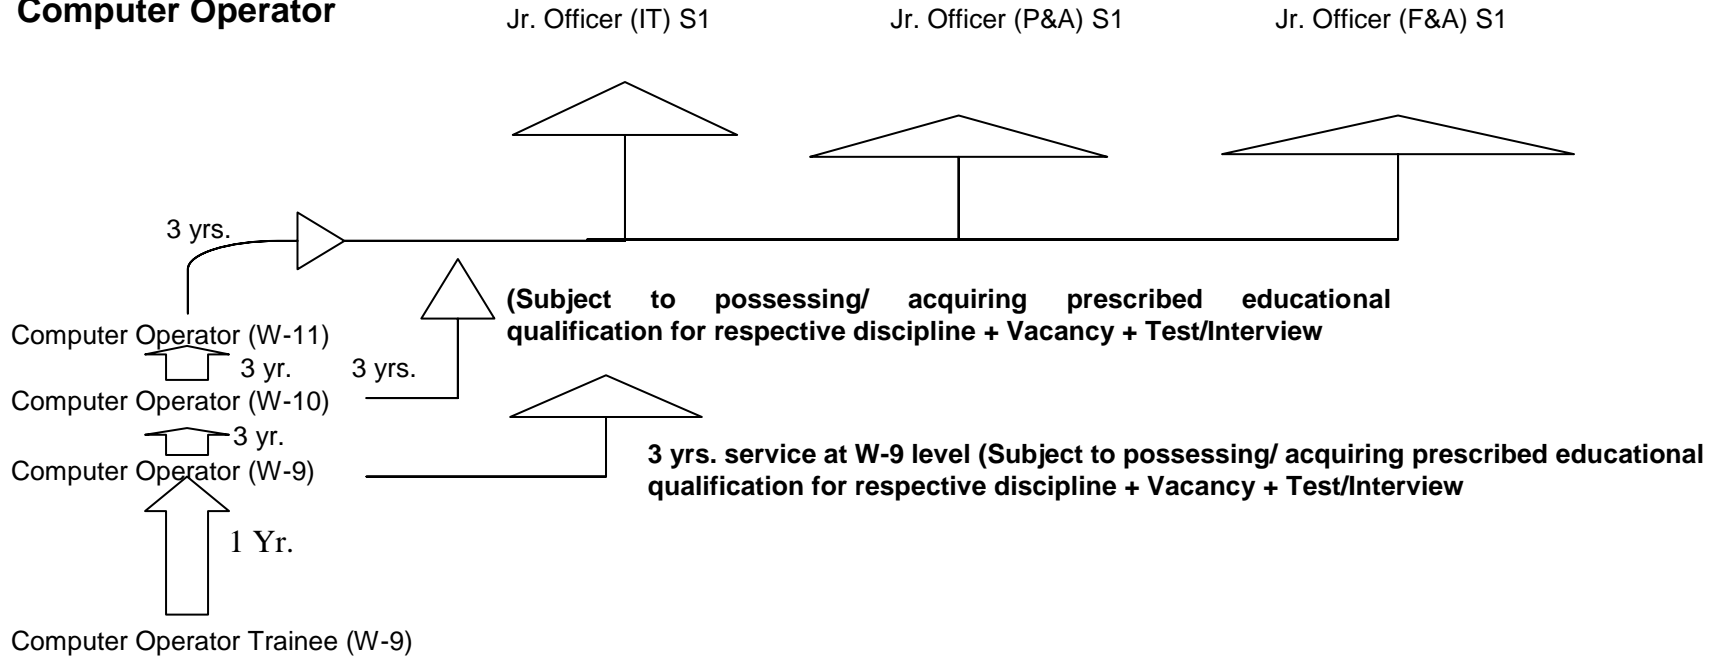 Computer Operator
Jr. Officer (IT) S1
Jr. Officer (P&A) S1
Jr. Officer (F&A) S1
3 yrs.
(Subject to possessing/ acquiring prescribed educational
qualification for respective discipline + Vacancy + Test/Interview
Computer Operator (W-11)
3 yr.
3 yrs.
Computer Operator (W-10)
3 yr.
Computer Operator (W-9)
3 yrs. service at W-9 level (Subject to possessing/ acquiring prescribed educational
qualification for respective discipline + Vacancy + Test/Interview
1 Yr.
Computer Operator Trainee (W-9)